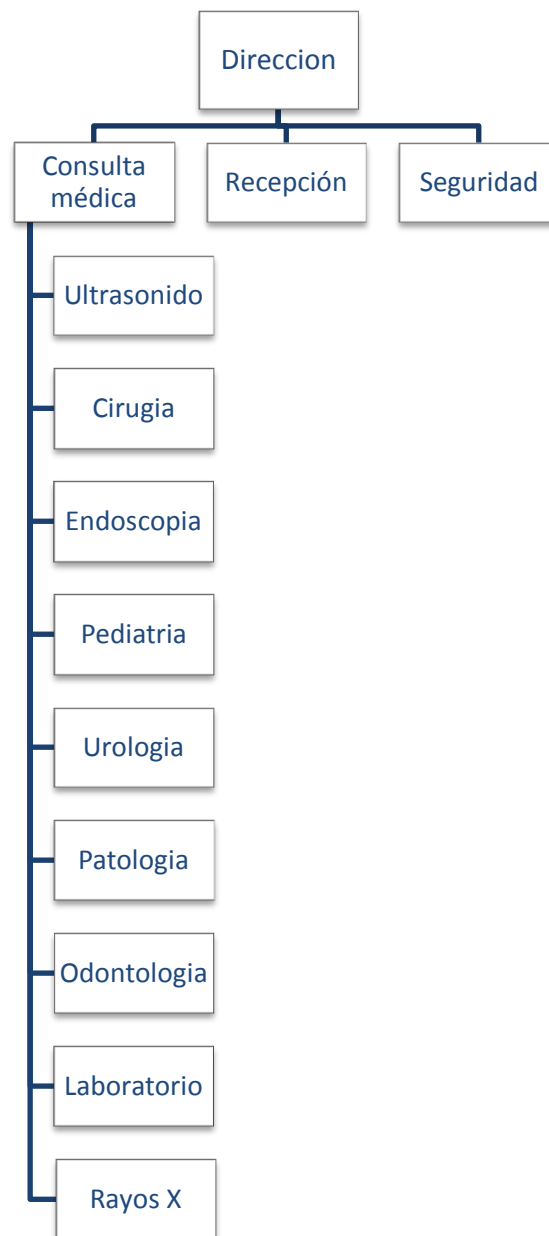 Direccion
Consulta
médica
Recepción
Seguridad
Ultrasonido
Cirugia
Endoscopia
Pediatria
Urologia
Patologia
Odontologia
Laboratorio
Rayos X